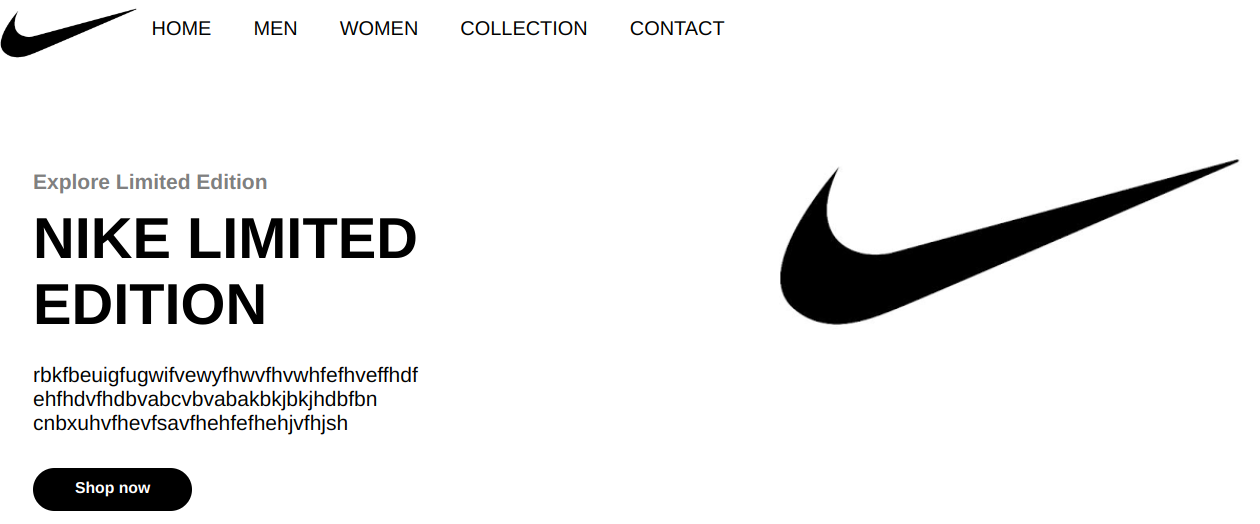 HOME MEN WOMEN COLLECTION CONTACT
Explore Limited Edition
NIKE LIMITED
EDITION
rbkfbeuigfugwifvewyfhwvfhvwhfefhveffhdf
ehfhdvfhdbvabcvbvabakbkjbkjhdbfbn
cnbxuhvfhevfsavfhehfefhehjvfhjsh
Shop now